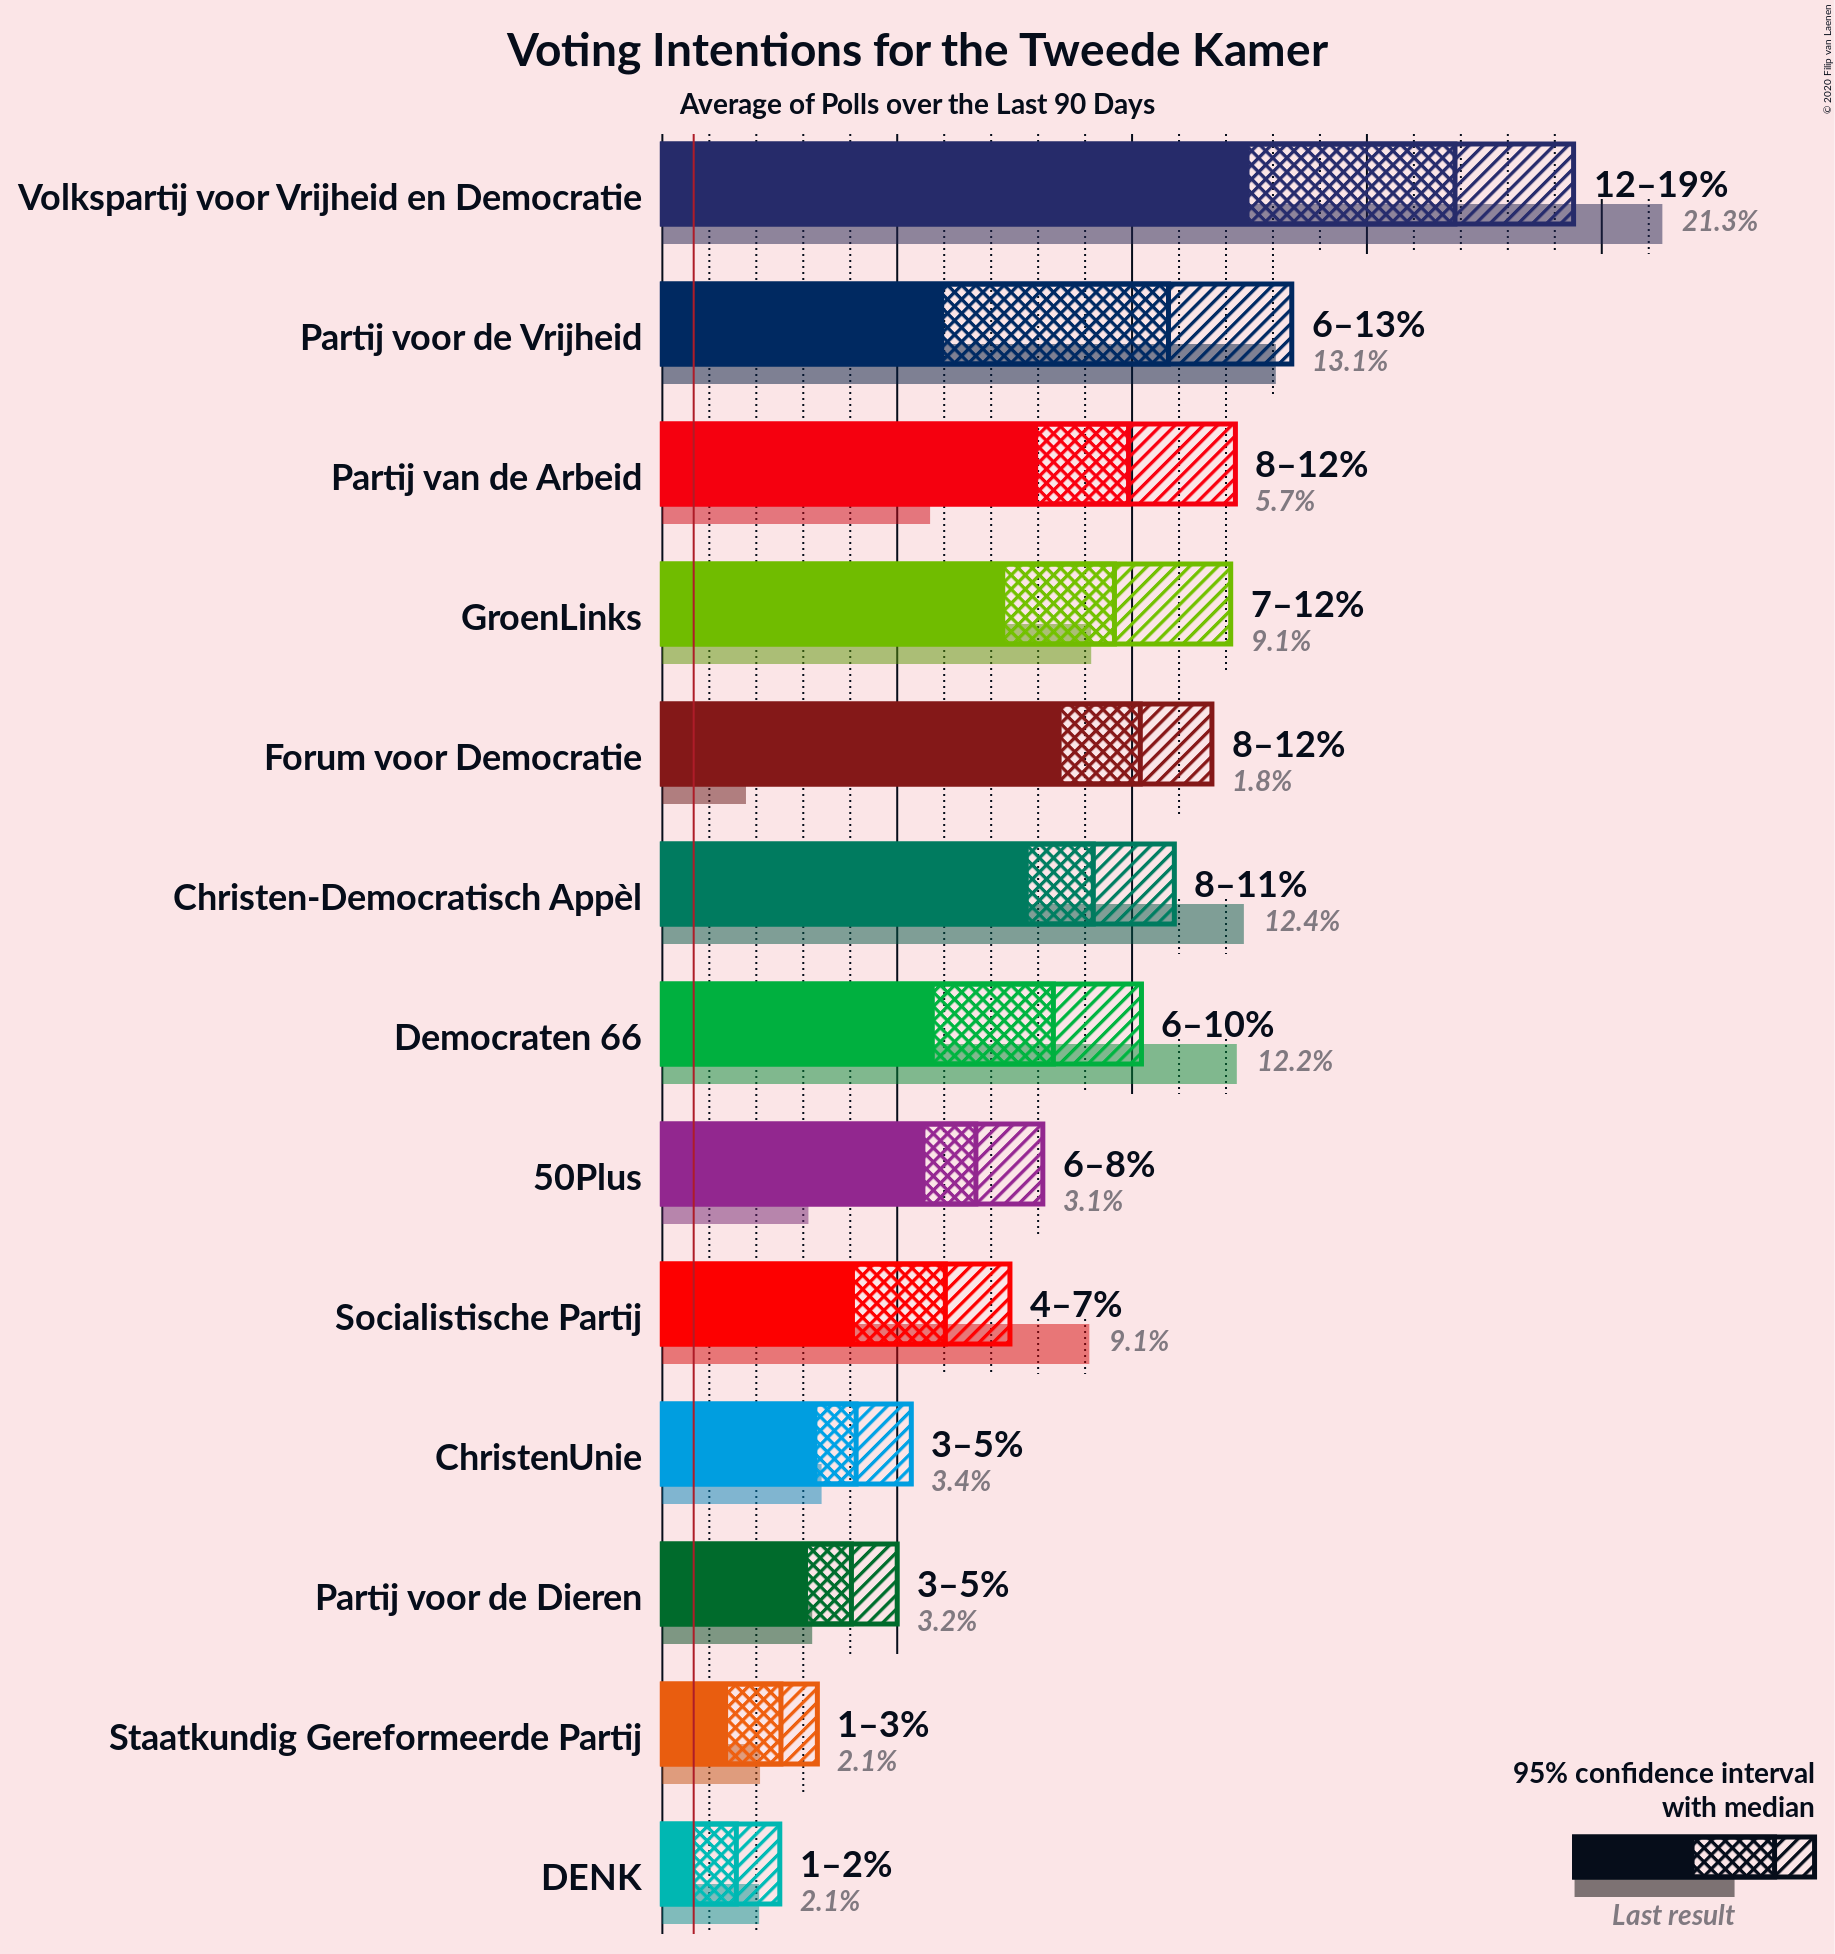 Voting Intentions for the Tweede Kamer
Average of Polls over the Last 90 Days
© 2020 Filip van Laenen
Volkspartij voor Vrijheid en Democratie
12–19%
21.3%
Partij voor de Vrijheid
6–13%
13.1%
Partij van de Arbeid
8–12%
5.7%
GroenLinks
7–12%
9.1%
Forum voor Democratie
8–12%
1.8%
Christen-Democratisch Appèl
8–11%
12.4%
Democraten 66
6–10%
12.2%
50Plus
6–8%
3.1%
Socialistische Partij
4–7%
9.1%
ChristenUnie
3–5%
3.4%
Partij voor de Dieren
3–5%
3.2%
Staatkundig Gereformeerde Partij
1–3%
2.1%
DENK
1–2%
2.1%
95% confidence interval
with median
Last result